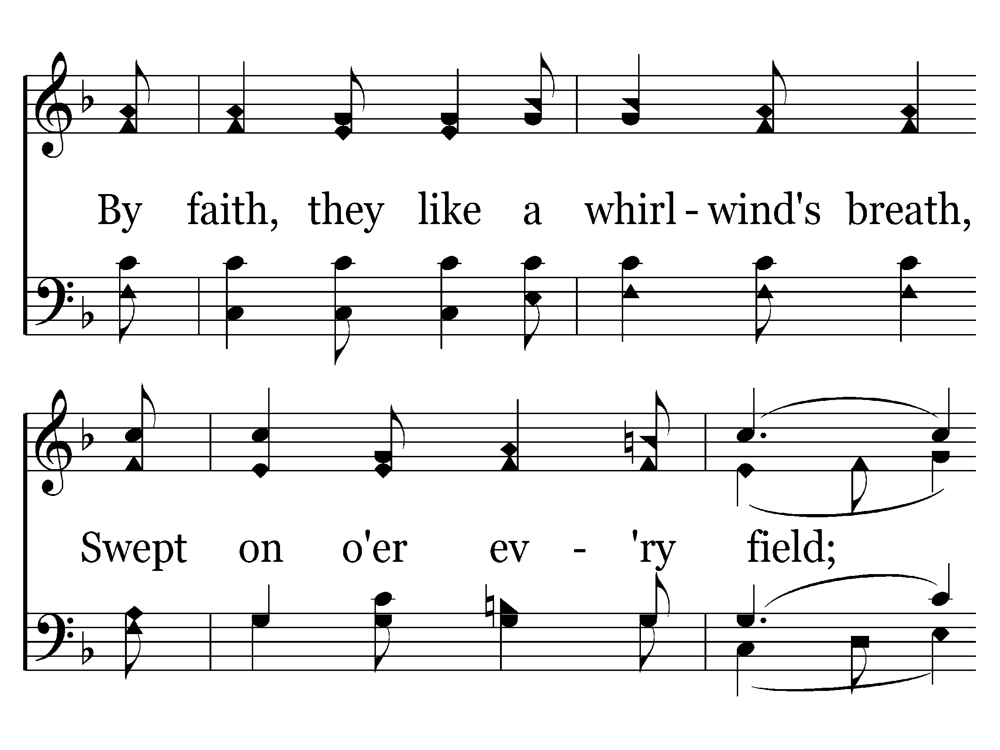 By faith, they like a whirl - wind's breath,
Swept on o'er ev - 'ry field;